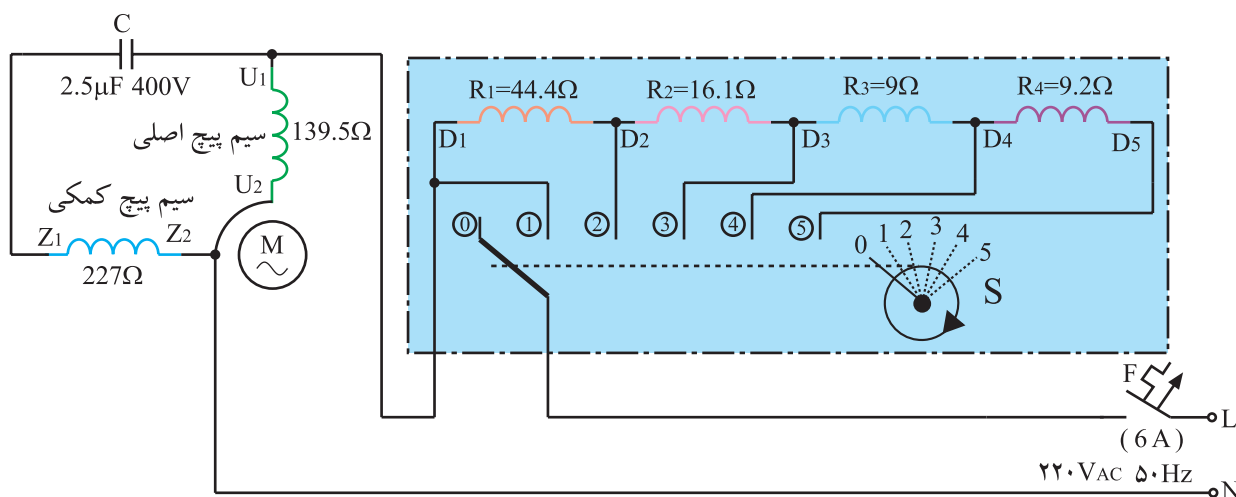 C
2.5μF 400V
U1
سیم پیچ اصلی
139.5Ω
U2
سیم پیچ کمکی
Z1
Z2
227Ω
M
R1=44.4Ω
R2=16.1Ω
R3=9Ω
R4=9.2Ω
D1
D2
D3
D4
D5
0
1
2
3
4
5
0
1
2
3
4
5
S
F
L
(6A)
۲۲۰VAC ۵۰Hz
N